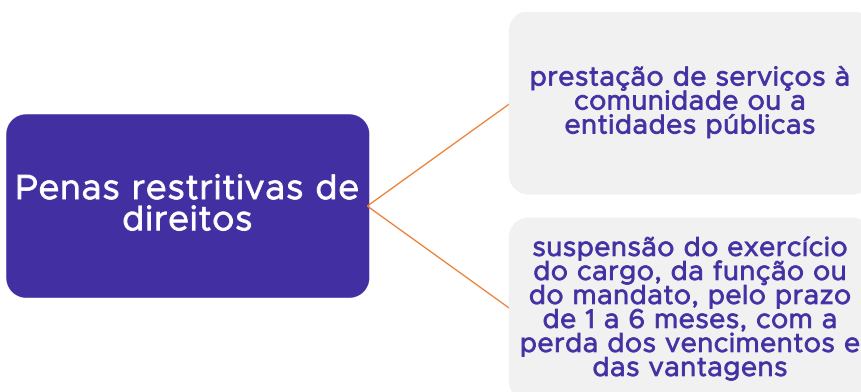 Penas restritivas de
direitos
prestação de serviços à
comunidade ou a
entidades públicas
suspensão do exercício
do cargo, da função ou
do mandato, pelo prazo
de 1 a 6 meses, com a
perda dos vencimentos e
das vantagens